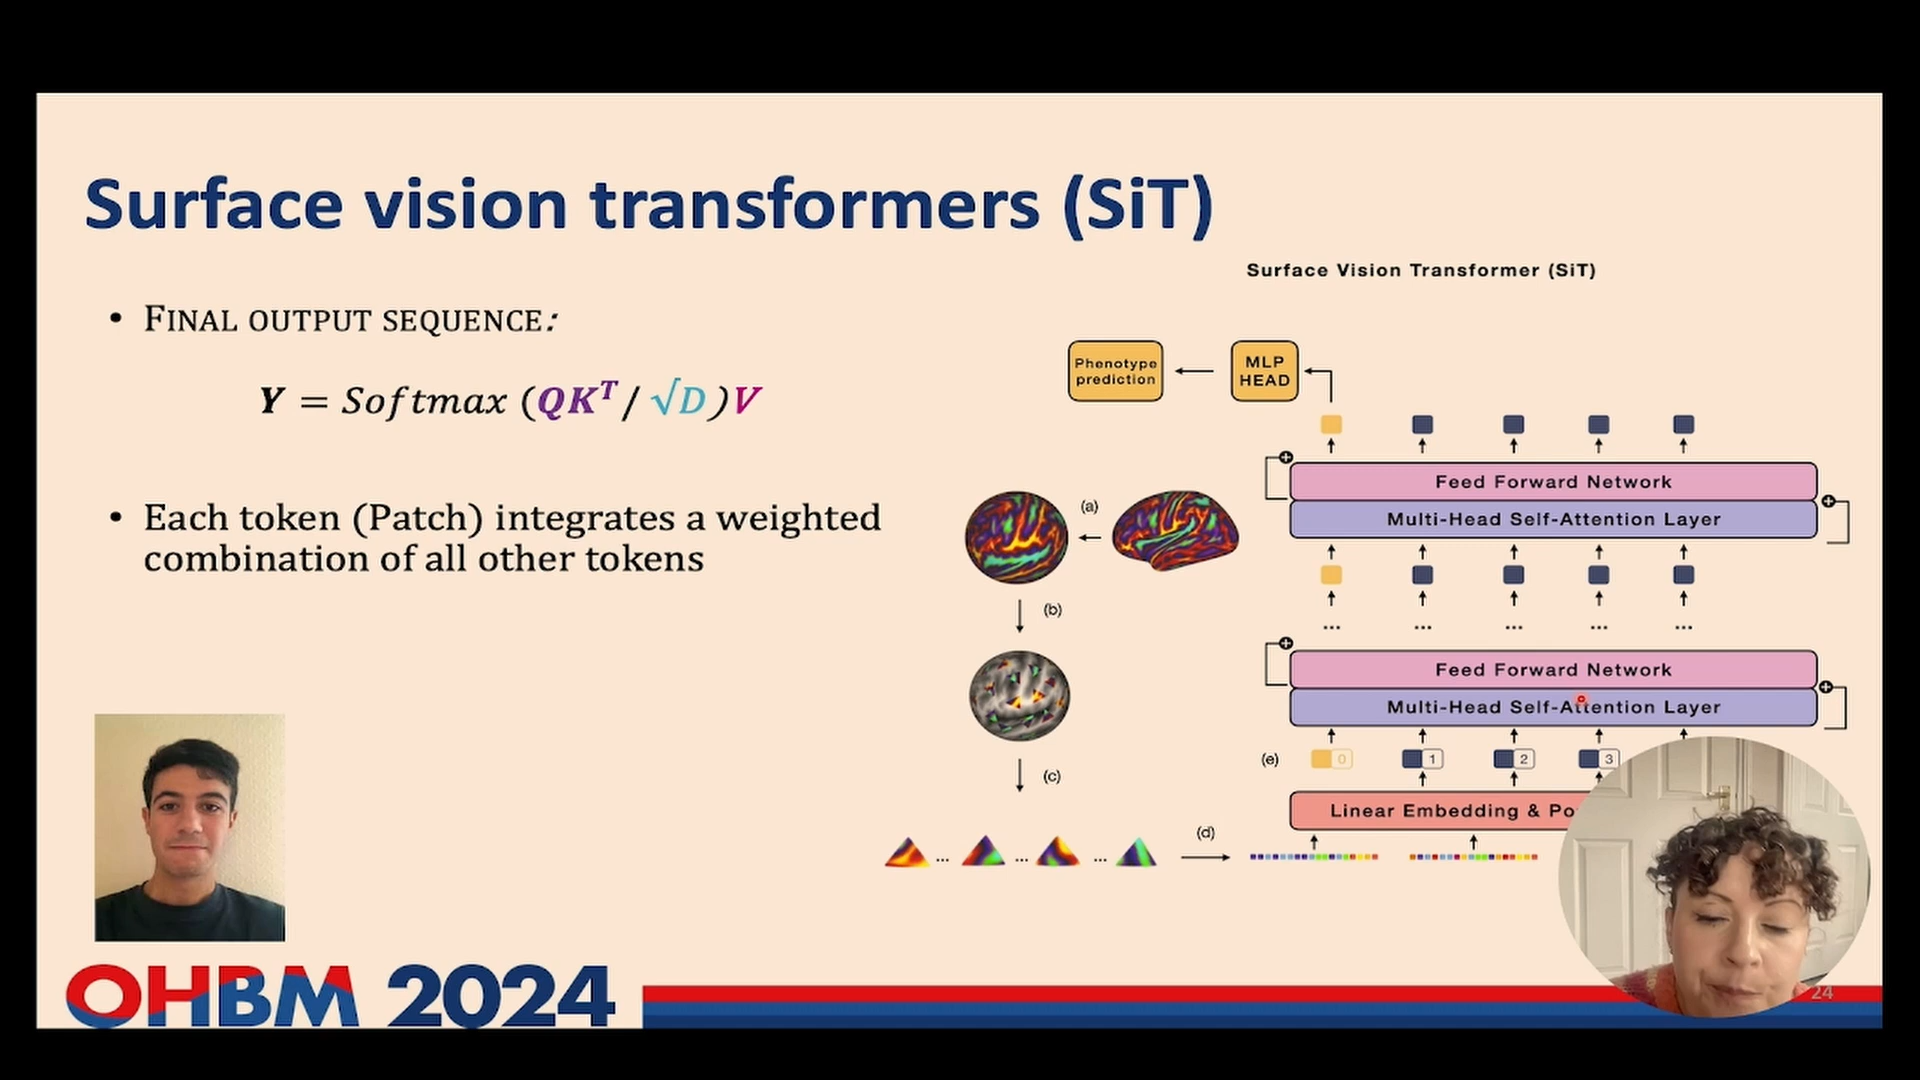 Surface vision transformers (SiT)
• FINAL OUTPUT SEQUENCE:
Y = Softmax (QKᵀ/ √D)V
• Each token (Patch) integrates a weighted
combination of all other tokens
Surface Vision Transformer (SiT)
Phenotype
prediction
MLP
HEAD
Feed Forward Network
Multi-Head Self-Attention Layer
(a)
(b)
...
Feed Forward Network
Multi-Head Self-Attention Layer
(e)
0
1
2
3
(c)
Linear Embedding & Po
(d)
... ... ...
OHBM 2024
24